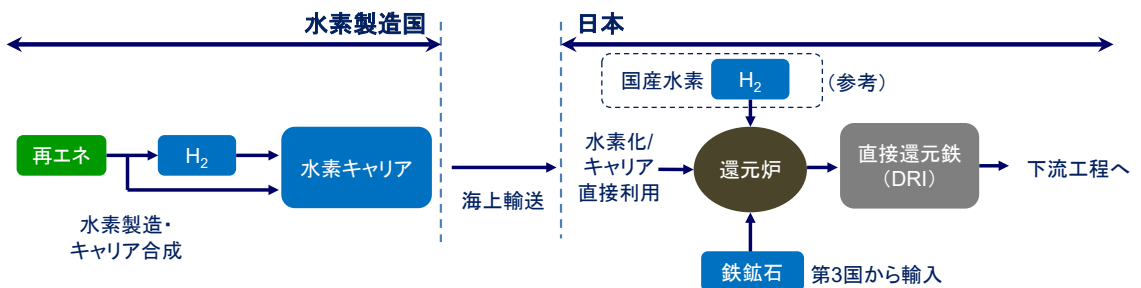 水素製造国
日本
国産水素
H₂
(参考)
再エネ
H₂
水素キャリア
水素製造・
キャリア合成
海上輸送
水素化/
キャリア
直接利用
還元炉
直接還元鉄
(DRI)
下流工程へ
鉄鉱石
第3国から輸入